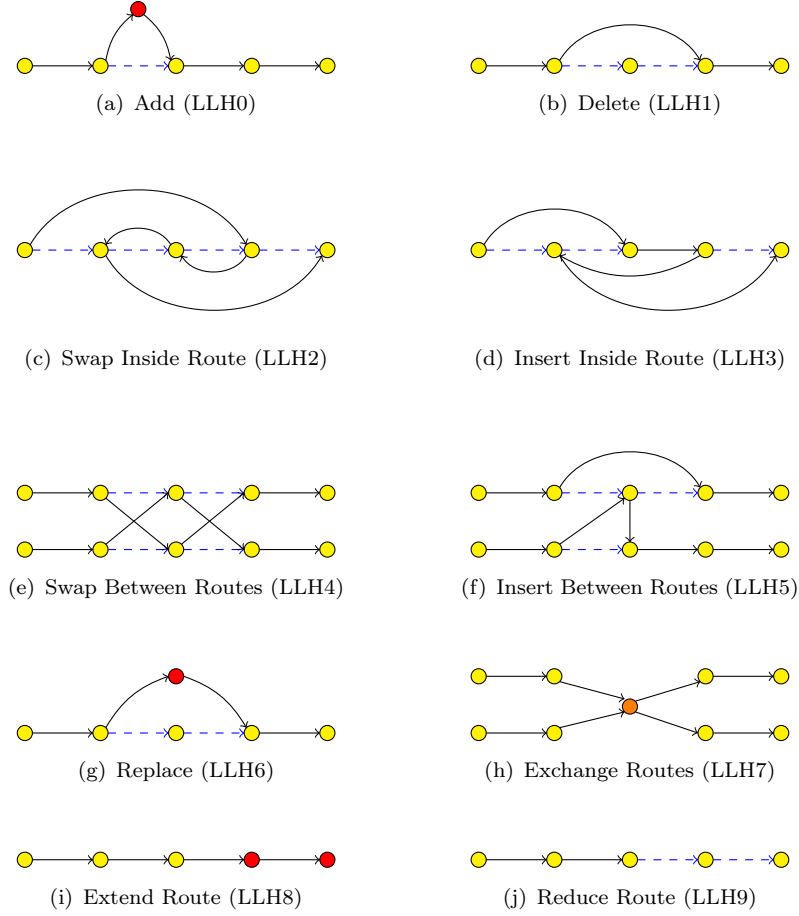 (a) Add (LLH0)
(b) Delete (LLH1)
(c) Swap Inside Route (LLH2)
(d) Insert Inside Route (LLH3)
(e) Swap Between Routes (LLH4)
(f) Insert Between Routes (LLH5)
(g) Replace (LLH6)
(h) Exchange Routes (LLH7)
(i) Extend Route (LLH8)
(j) Reduce Route (LLH9)